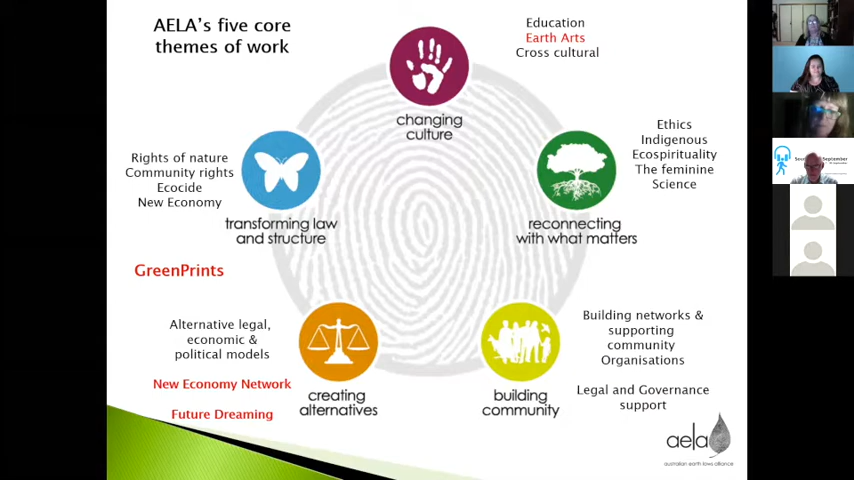 AELA's five core
themes of work
Education
Earth Arts
Cross cultural
changing
culture
Ethics
Indigenous
Ecospirituality
The feminine
Science
Rights of nature
Community rights
Ecocide
New Economy
transforming law
and structure
reconnecting
with what matters
GreenPrints
Alternative legal,
economic &
political models
New Economy Network
Future Dreaming
creating
alternatives
building
community
Building networks &
supporting
community
Organisations
Legal and Governance
support
aela
australian earth laws alliance
September